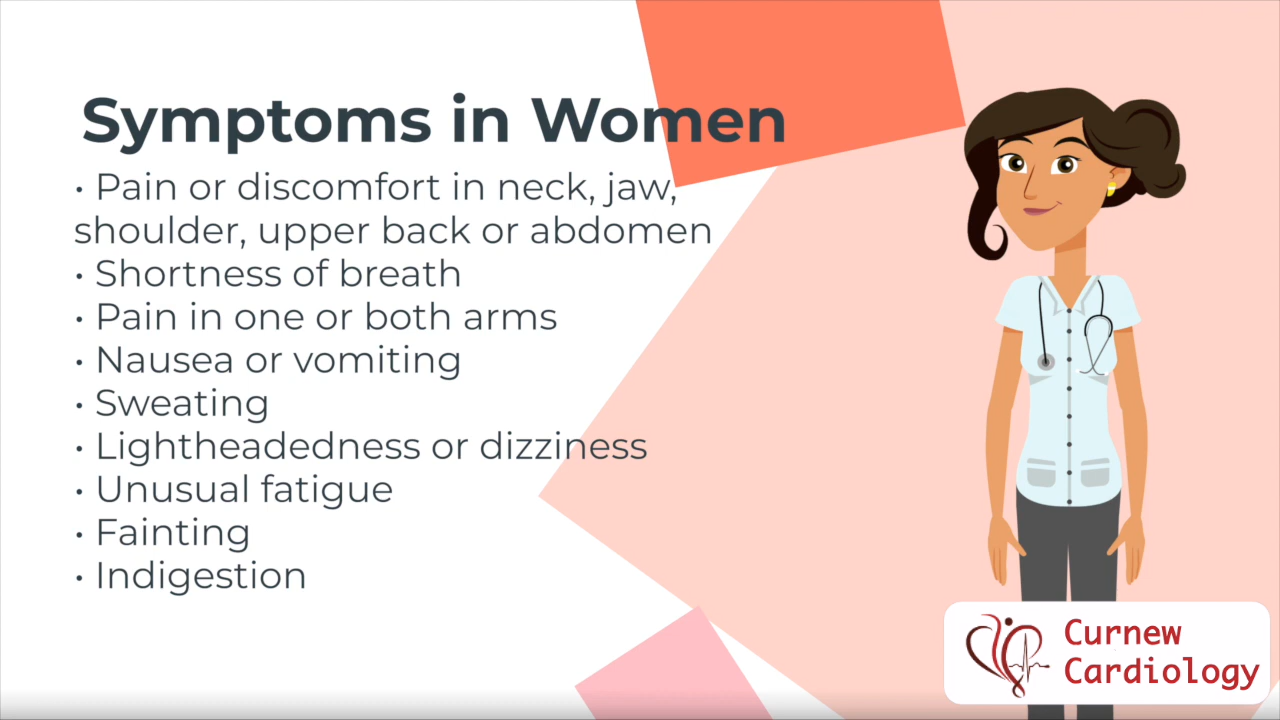 Symptoms in Women
• Pain or discomfort in neck, jaw,
shoulder, upper back or abdomen
• Shortness of breath
• Pain in one or both arms
• Nausea or vomiting
• Sweating
• Lightheadedness or dizziness
• Unusual fatigue
• Fainting
• Indigestion
Curnew
Cardiology